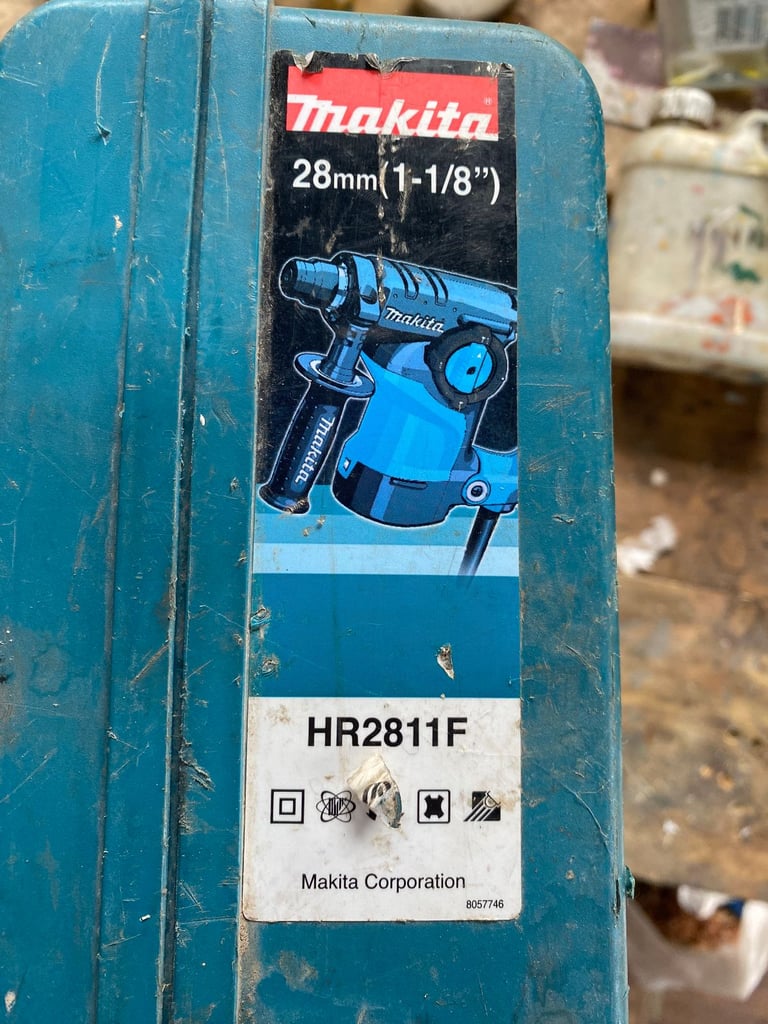 makita®
28mm(1-1/8”)
makita
makita
HR2811F
Makita Corporation
8057746